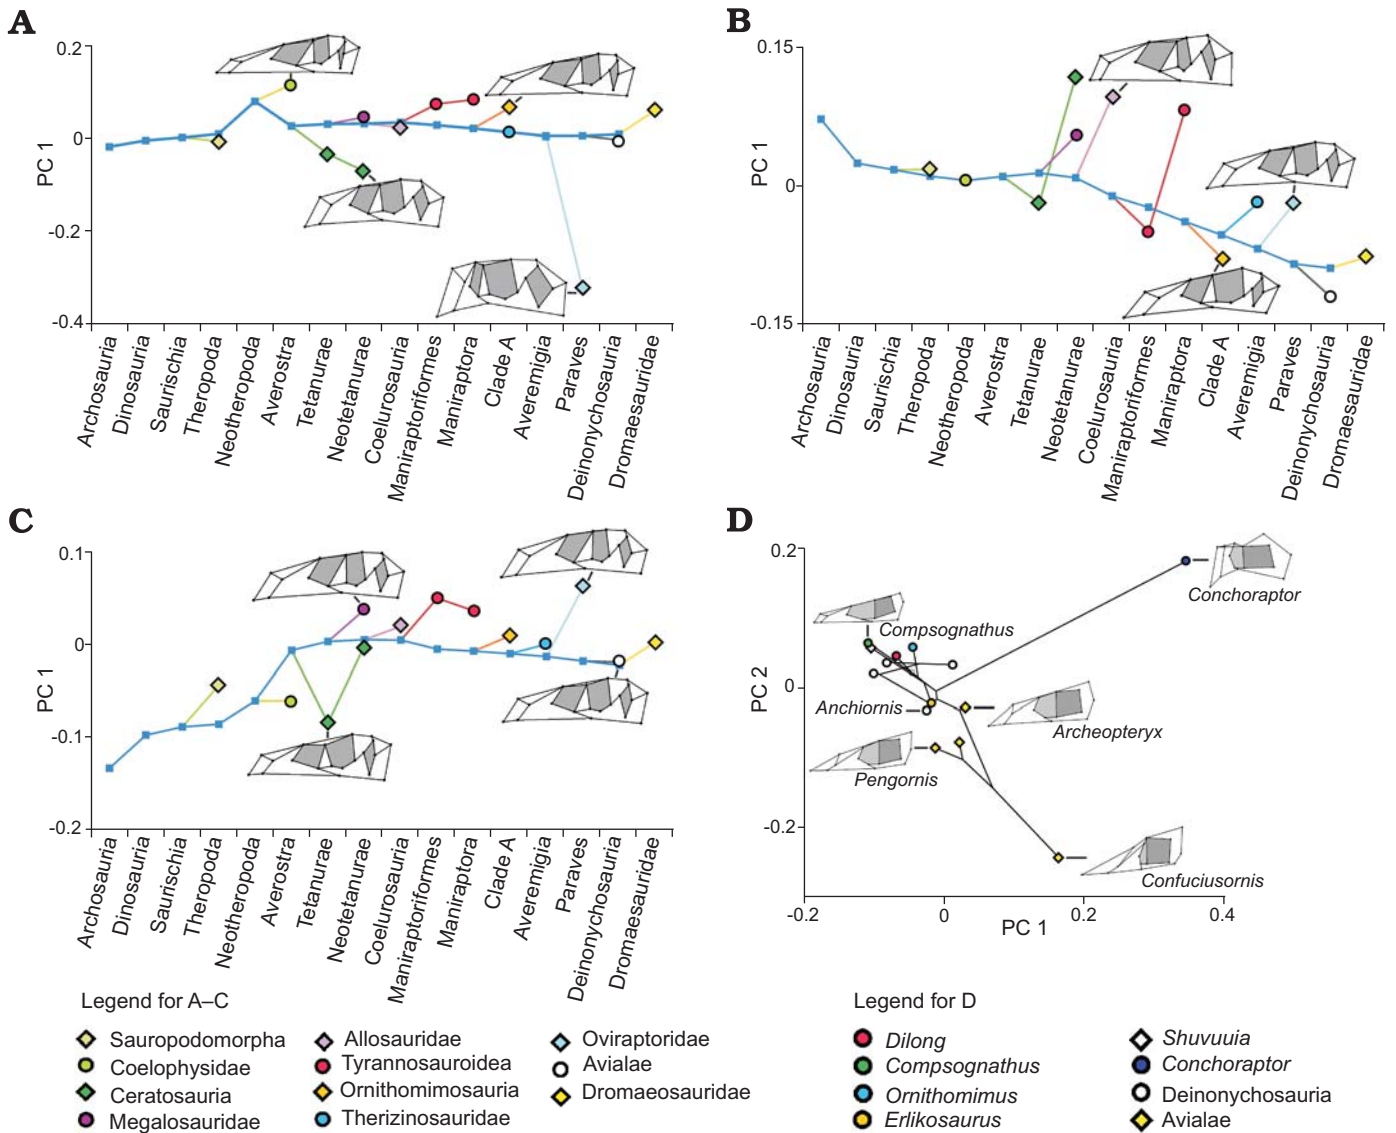 A
0.2
0
-0.2
-0.4
PC 1
Archosauria
Dinosauria
Saurischia
Theropoda
Neotheropoda
Averostra
Tetanurae
Neotetanurae
Coelurosauria
Maniraptoriformes
Maniraptora
Clade A
Averemigia
Paraves
Deinonychosauria
Dromaesauridae
B
0.15
0
-0.15
PC 1
Archosauria
Dinosauria
Saurischia
Theropoda
Neotheropoda
Averostra
Tetanurae
Neotetanurae
Coelurosauria
Maniraptoriformes
Maniraptora
Clade A
Averemigia
Paraves
Deinonychosauria
Dromaesauridae
C
0.1
0
-0.1
-0.2
PC 1
Archosauria
Dinosauria
Saurischia
Theropoda
Neotheropoda
Averostra
Tetanurae
Neotetanurae
Coelurosauria
Maniraptoriformes
Maniraptora
Clade A
Averemigia
Paraves
Deinonychosauria
Dromaesauridae
D
0.2
0
-0.2
PC 2
Conchoraptor
Compsognathus
Anchiornis
Archeopteryx
Pengornis
Confuciusornis
-0.2
0
0.2
0.4
PC 1
Legend for A–C
Sauropodomorpha
Coelophysidae
Ceratosauria
Megalosauridae
Allosauridae
Tyrannosauroidea
Ornithomimosauria
Therizinosauridae
Oviraptoridae
Avialae
Dromaeosauridae
Legend for D
Dilong
Compsognathus
Ornithomimus
Erlikosaurus
Shuvuuia
Conchoraptor
Deinonychosauria
Avialae